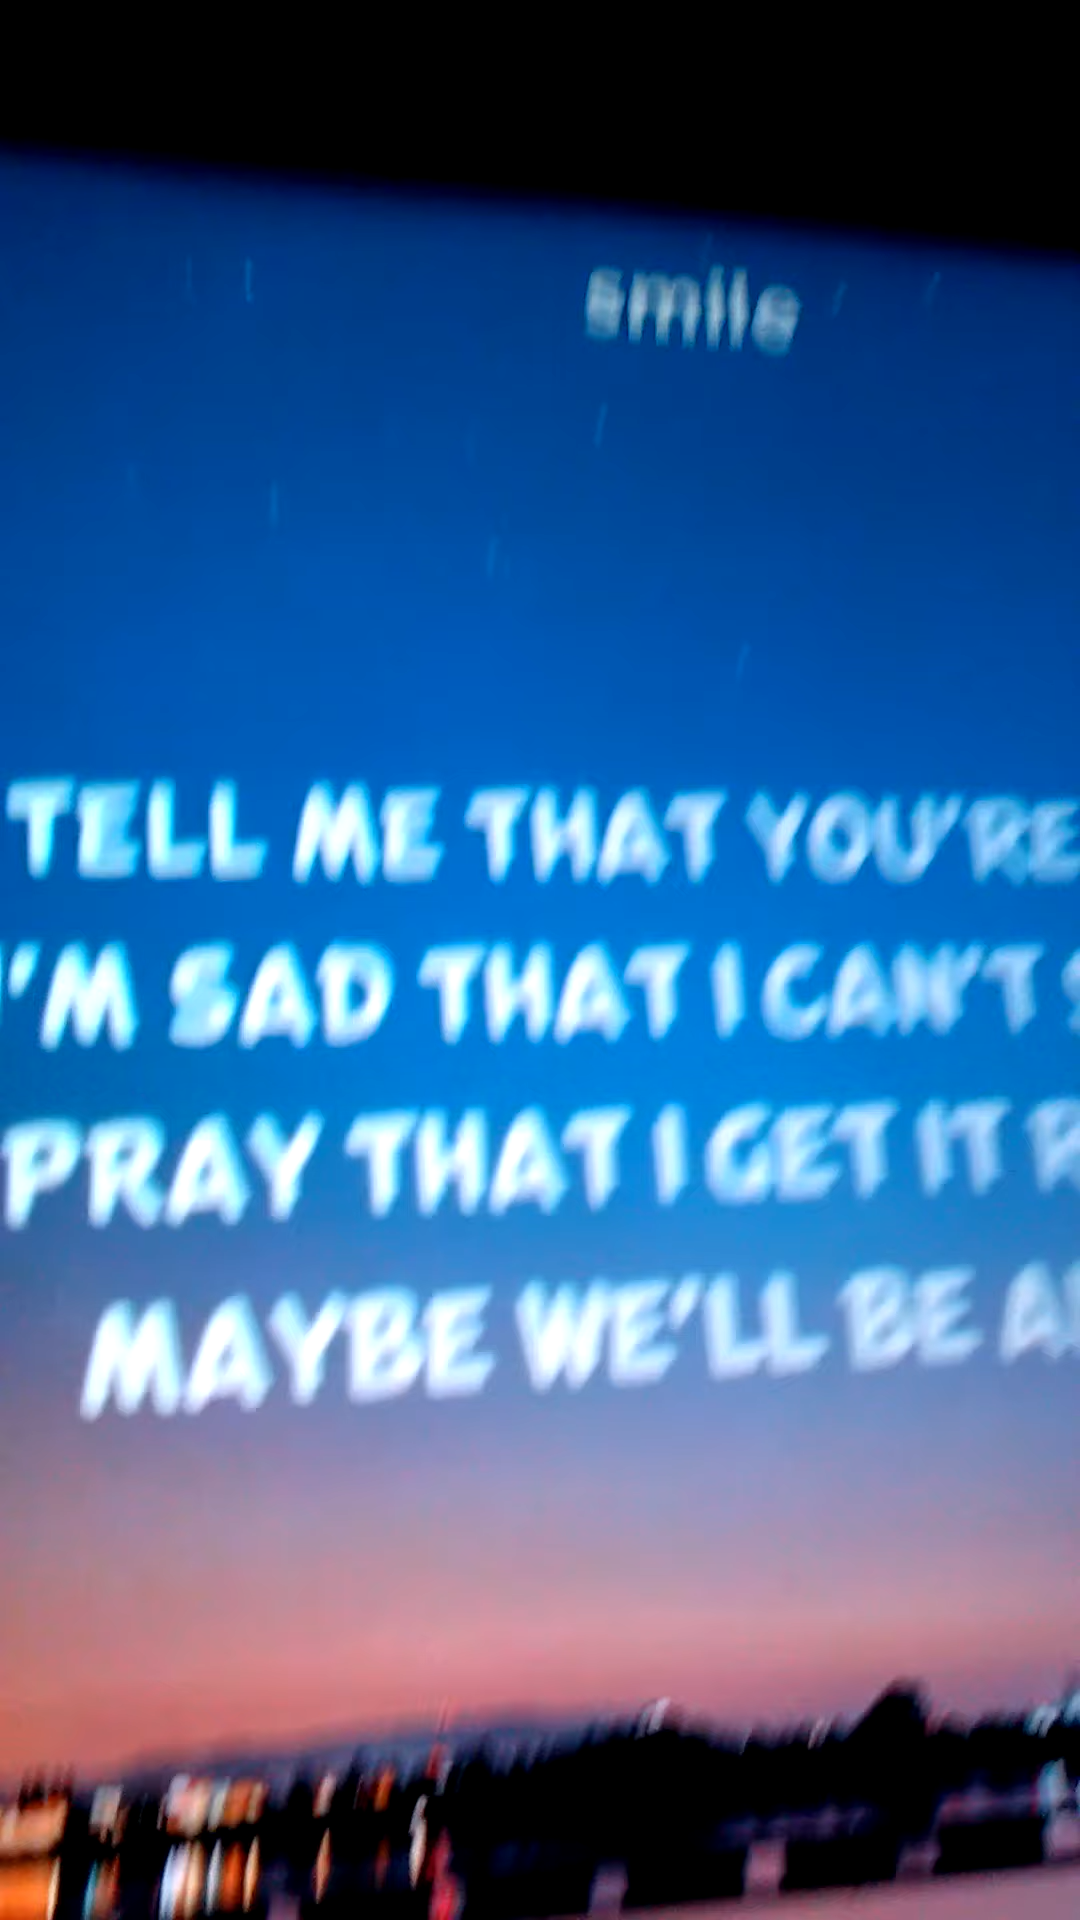 smile
TELL ME THAT YOU'RE
I'M SAD THAT I CAN'T
PRAY THAT I GET IT
MAYBE WE'LL BE